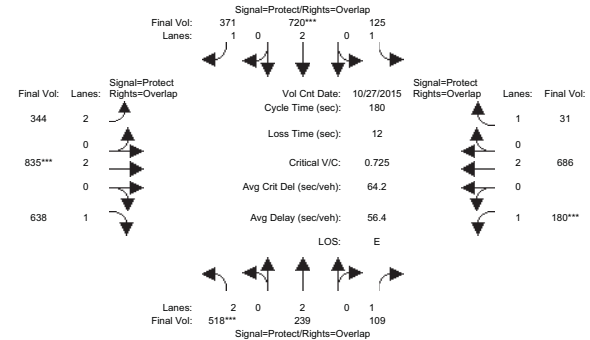 Signal=Protect/Rights=Overlap
Final Vol: 371 720*** 125
Lanes: 1 0 2 0 1
Signal=Protect Signal=Protect
Final Vol: Lanes: Rights=Overlap Vol Cnt Date: 10/27/2015 Rights=Overlap Lanes: Final Vol:
Cycle Time (sec): 180
344 2 1 31
Loss Time (sec): 12
0 0
835*** 2 Critical V/C: 0.725 2 686
0 Avg Crit Del (sec/veh): 64.2 0
638 1 Avg Delay (sec/veh): 56.4 1 180***
LOS: E
Lanes: 2 0 2 0 1
Final Vol: 518*** 239 109
Signal=Protect/Rights=Overlap